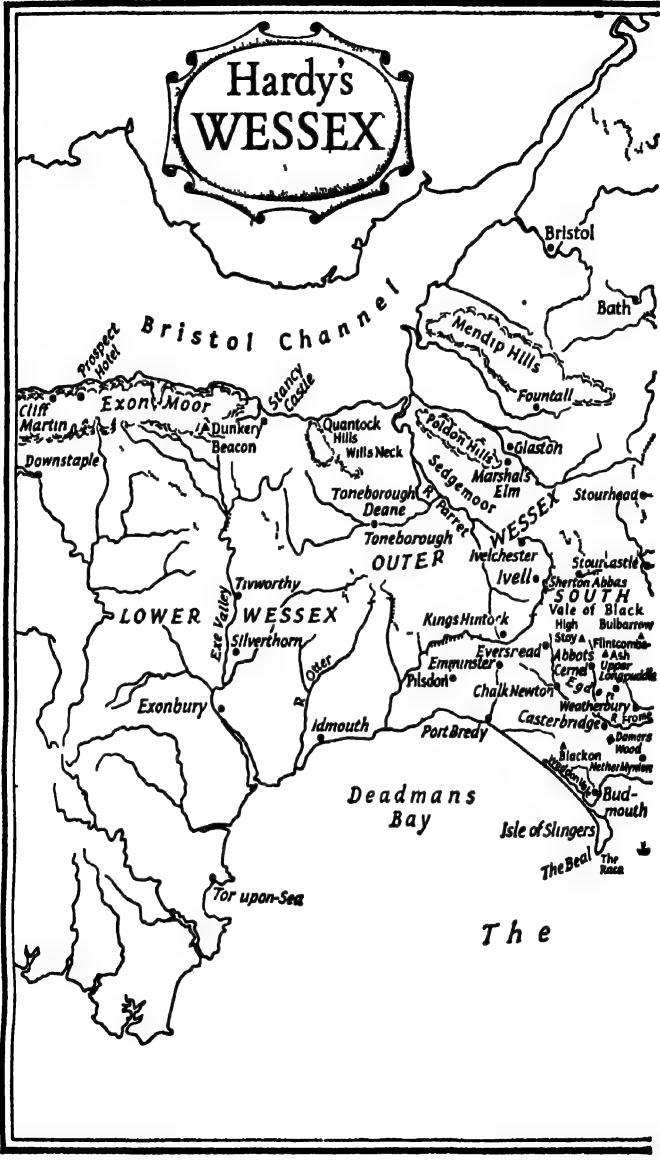 Hardy's
WESSEX
Bristol
Bath
Bristol Channel
Mendip Hills
Prospect
Hotel
Stancy
Castle
Fountall
Cliff
Martin
Exon Moor
Dunkery
Beacon
Quantock
Hills
Wills Neck
Poldon Hills
Glaston
Downstaple
Sedgemoor
Marshal's
Elm
Toneborough
Deane
R Parret
Stourhead
Toneborough
OUTER
WESSEX
Ivelchester
Stourcastle
Ivell
Sherton Abbas
SOUTH
Tivworthy
Vale of Black
LOWER WESSEX
Exe Valley
Kings Hintock
High
Stoy
Bulbarrow
Flintcombe
Silverthorn
Evershead
Abbots
Cernel
Ash
Upper
Longpuddle
Emminster
R Otter
Pilsdon
Chalk Newton
Egd
Weatherbury
Exonbury
Idmouth
Port Bredy
Casterbridge
R Frome
Damers
Wood
Blackon
Nether Mynton
Deadmans
Bay
Bud-
mouth
Isle of Slingers
The Beal
The
Race
Tor upon-Sea
The